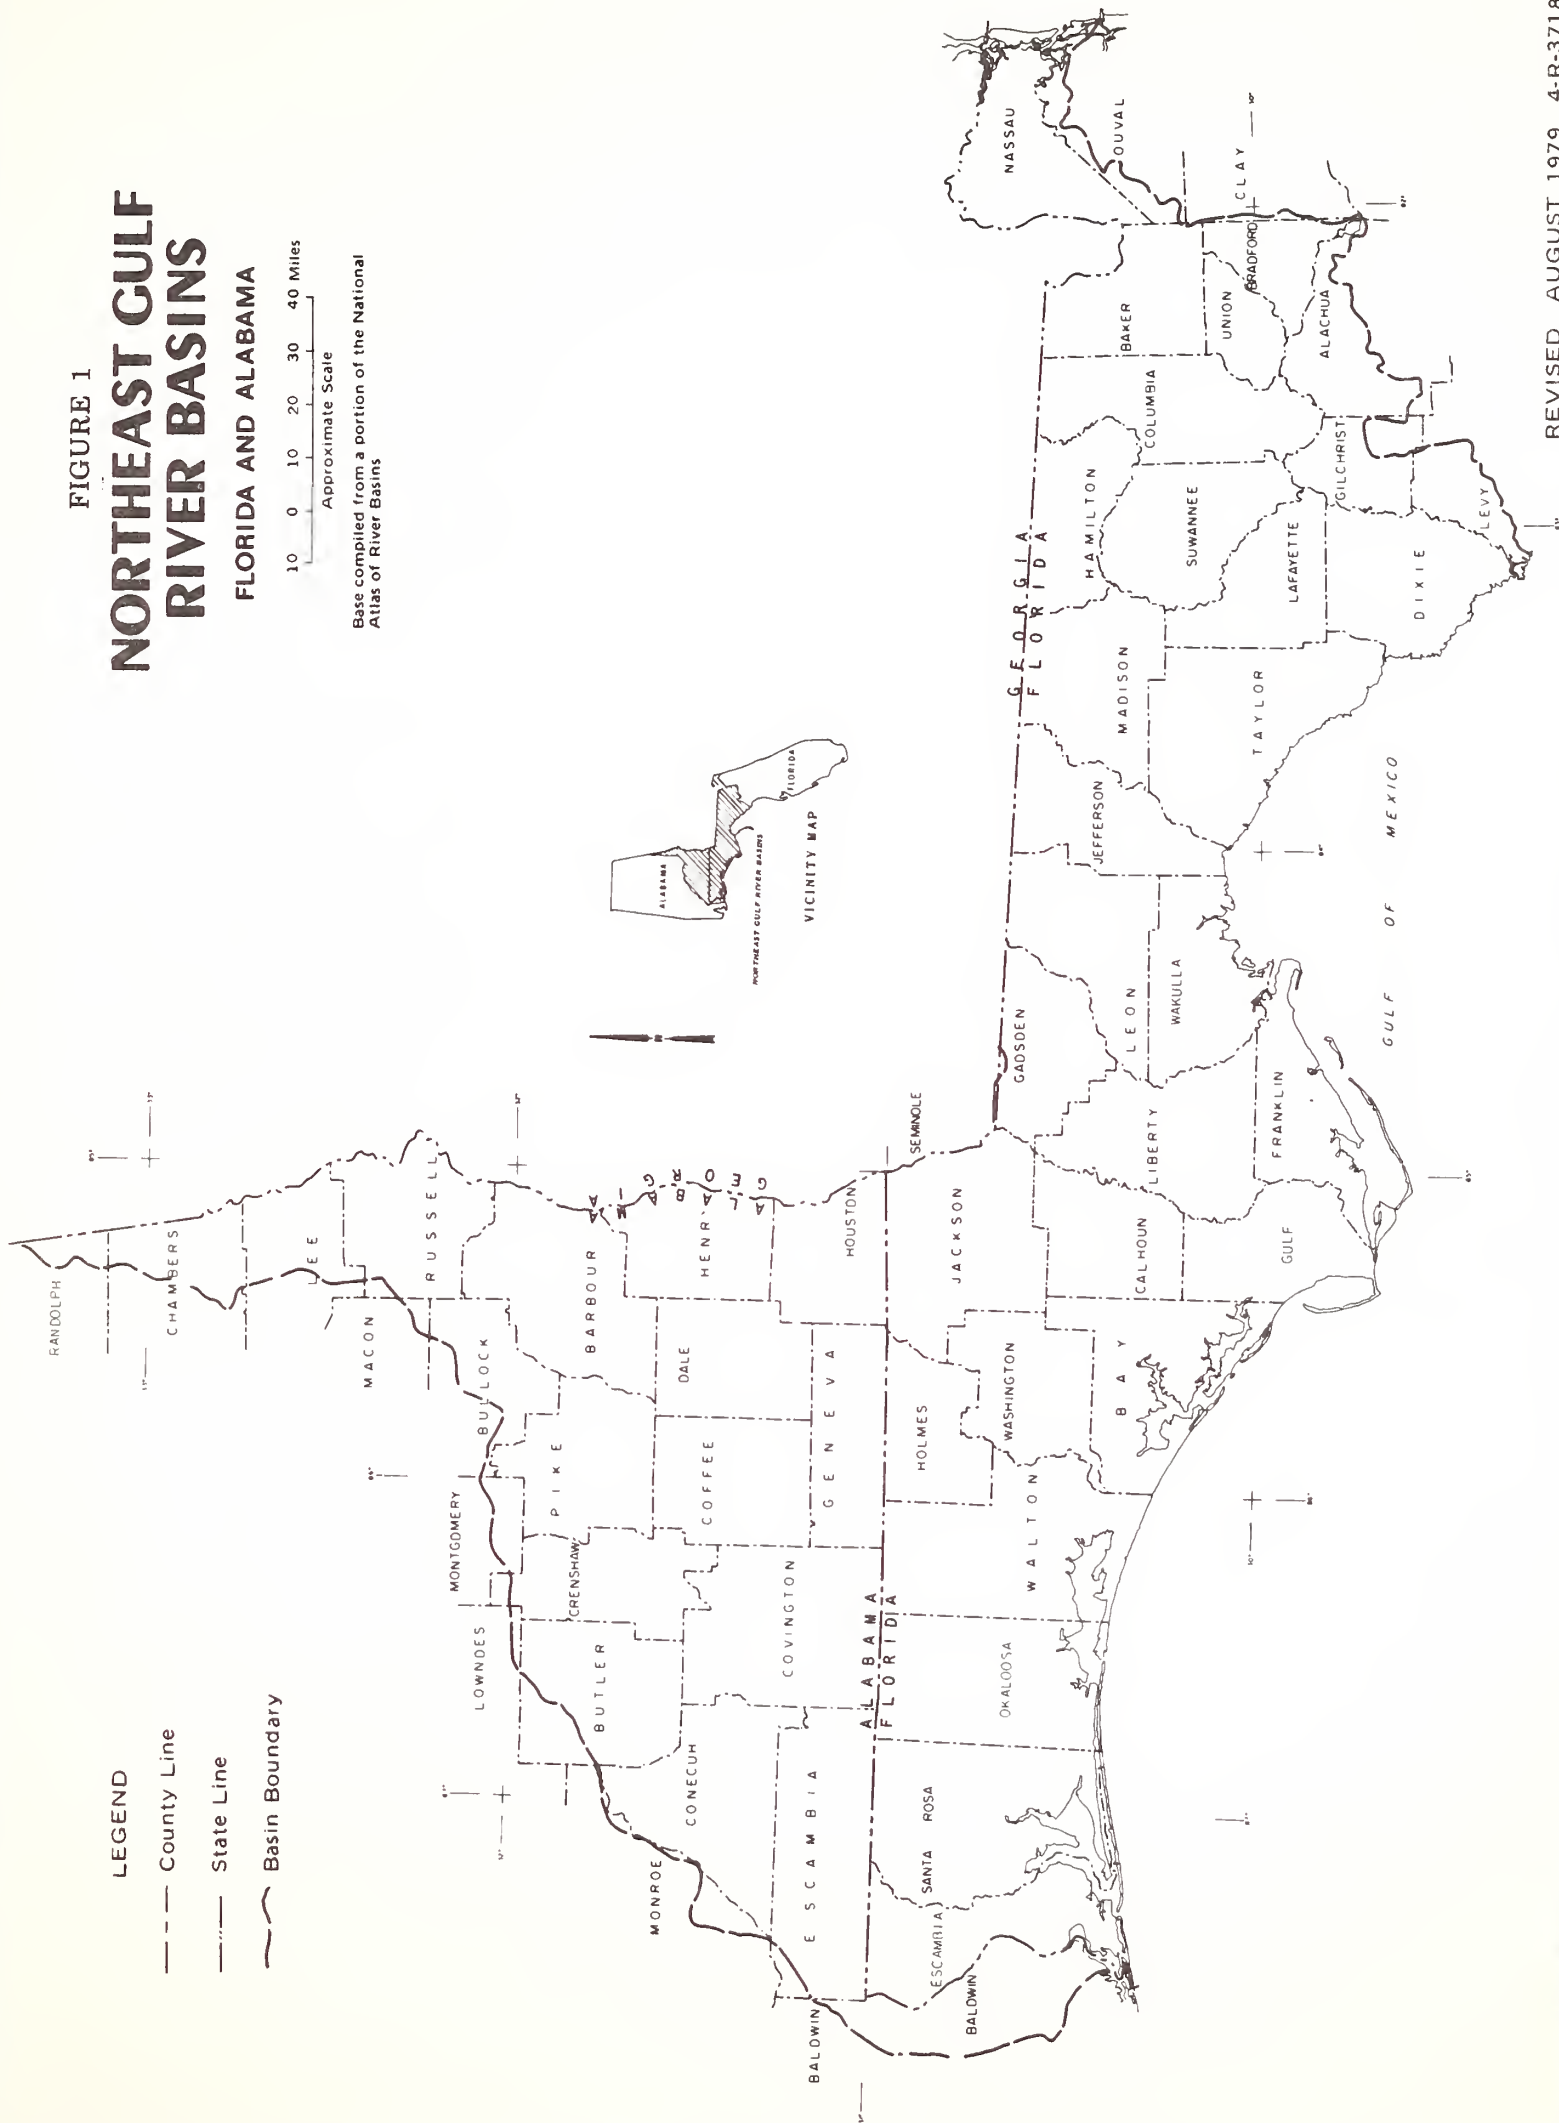 FIGURE 1
NORTHEAST GULF
RIVER BASINS
FLORIDA AND ALABAMA
10 0 10 20 30 40 Miles
Approximate Scale
Base compiled from a portion of the National
Atlas of River Basins
LEGEND
County Line
State Line
Basin Boundary
ALABAMA
FLORIDA
NORTHEAST GULF RIVER BASINS
VICINITY MAP
N
RANDOLPH
CHAMBERS
LEE
MACON
RUSSELL
BULLOCK
MONTGOMERY
LOWNDES
PIKE
BARBOUR
CRENSHAW
BUTLER
HENRY
DALE
COFFEE
CONECUH
MONROE
COVINGTON
GENEVA
HOUSTON
ESCAMBIA
BALDWIN
ALABAMA
GEORGIA
ALABAMA
FLORIDA
SEMINOLE
GEORGIA
FLORIDA
BALDWIN
ESCAMBIA
SANTA ROSA
OKALOOSA
WALTON
HOLMES
WASHINGTON
BAY
JACKSON
CALHOUN
GULF
LIBERTY
FRANKLIN
GADSDEN
LEON
WAKULLA
JEFFERSON
MADISON
TAYLOR
HAMILTON
SUWANNEE
LAFAYETTE
DIXIE
COLUMBIA
GILCHRIST
LEVY
BAKER
UNION
BRADFORD
ALACHUA
NASSAU
DUVAL
CLAY
GULF OF MEXICO
REVISED AUGUST 1979 4-R-3718